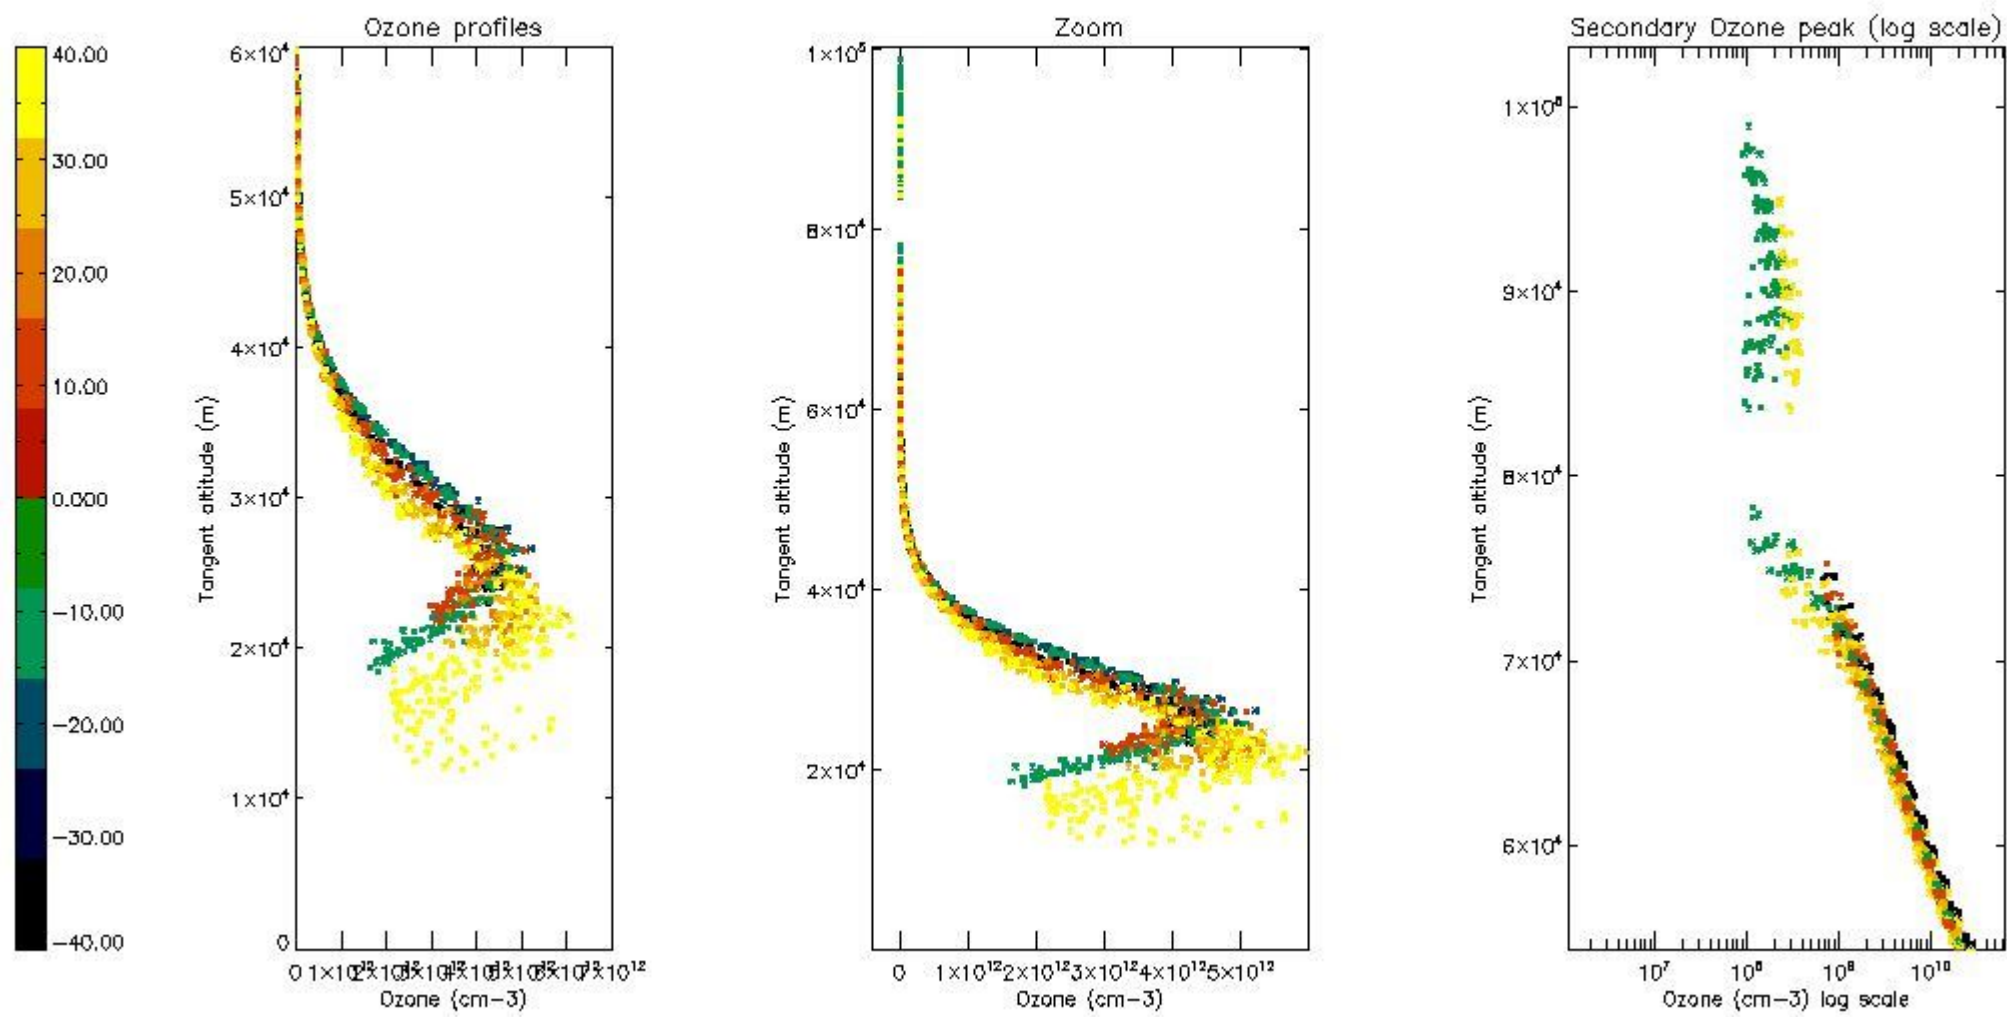 Ozone profiles
Zoom
Secondary Ozone peak (log scale)
40.00
30.00
20.00
10.00
0.000
-10.00
-20.00
-30.00
-40.00
6×10⁴
5×10⁴
4×10⁴
3×10⁴
2×10⁴
1×10⁴
0
Tangent altitude (m)
0
7×10¹²
Ozone (cm-3)
1×10⁵
8×10⁴
6×10⁴
4×10⁴
2×10⁴
Tangent altitude (m)
0 1×10¹² 2×10¹² 3×10¹² 4×10¹² 5×10¹²
Ozone (cm-3)
9×10⁴
8×10⁴
7×10⁴
6×10⁴
Tangent altitude (m)
10⁷ 10⁸ 10⁹ 10¹⁰
Ozone (cm-3) log scale